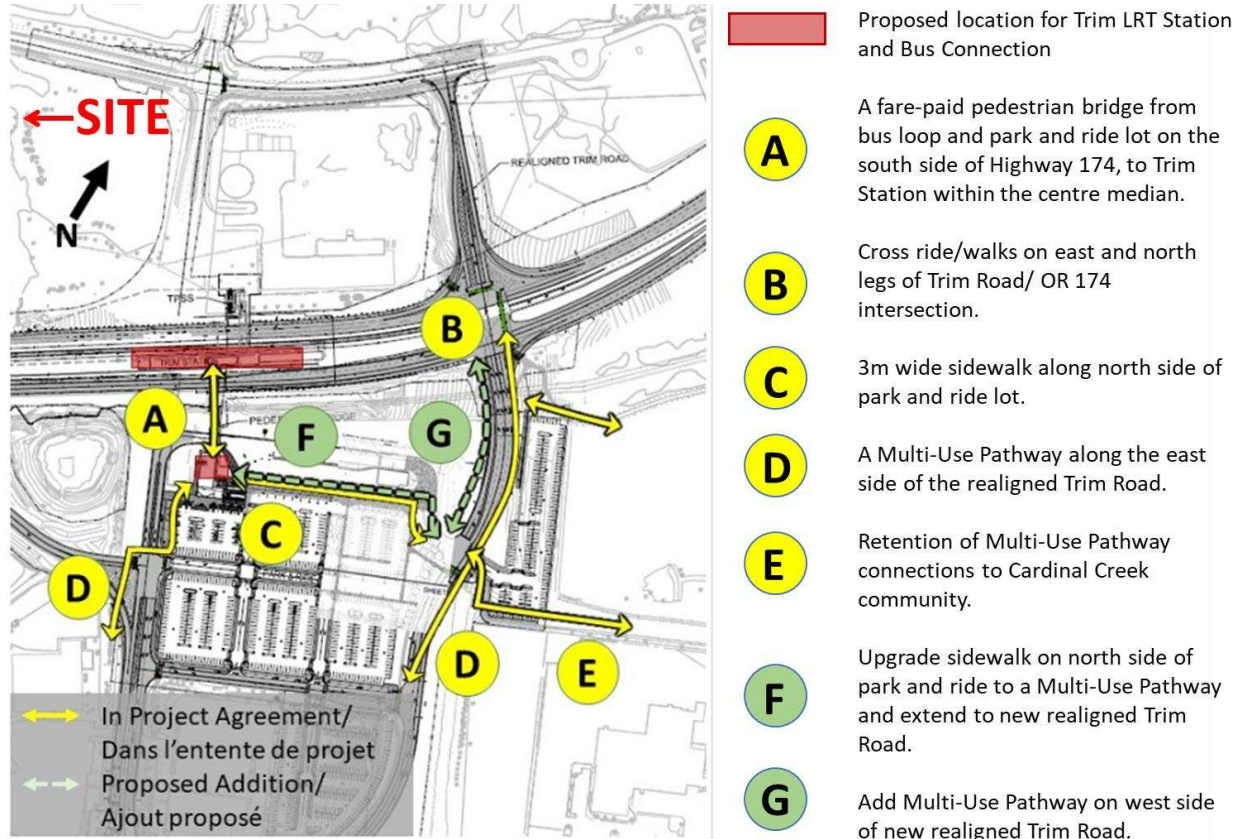 SITE
N
REALIGNED TRIM ROAD
TPSS
B
A
F
G
C
D
D
E
In Project Agreement/
Dans l'entente de projet
Proposed Addition/
Ajout proposé
Proposed location for Trim LRT Station
and Bus Connection
A
A fare-paid pedestrian bridge from
bus loop and park and ride lot on the
south side of Highway 174, to Trim
Station within the centre median.
B
Cross ride/walks on east and north
legs of Trim Road/ OR 174
intersection.
C
3m wide sidewalk along north side of
park and ride lot.
D
A Multi-Use Pathway along the east
side of the realigned Trim Road.
E
Retention of Multi-Use Pathway
connections to Cardinal Creek
community.
F
Upgrade sidewalk on north side of
park and ride to a Multi-Use Pathway
and extend to new realigned Trim
Road.
G
Add Multi-Use Pathway on west side
of new realigned Trim Road.